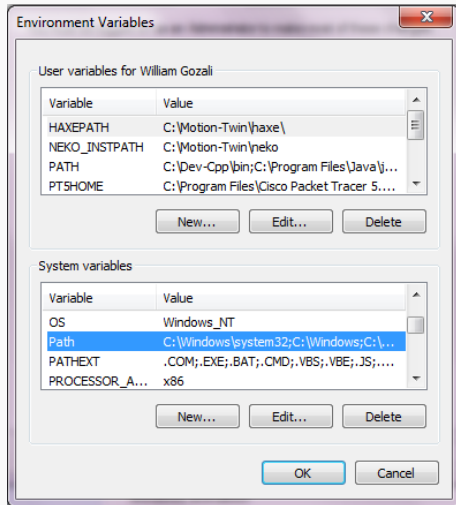 Environment Variables
User variables for William Gozali
Variable Value
HAXEPATH C:\Motion-Twin\haxe\
NEKO_INSTPATH C:\Motion-Twin\neko
PATH C:\Dev-Cpp\bin;C:\Program Files\Java\j...
PT5HOME C:\Program Files\Cisco Packet Tracer 5....
New... Edit... Delete
System variables
Variable Value
OS Windows_NT
Path C:\Windows\system32;C:\Windows;C:\...
PATHEXT .COM;.EXE;.BAT;.CMD;.VBS;.VBE;.JS;....
PROCESSOR_A... x86
New... Edit... Delete
OK Cancel